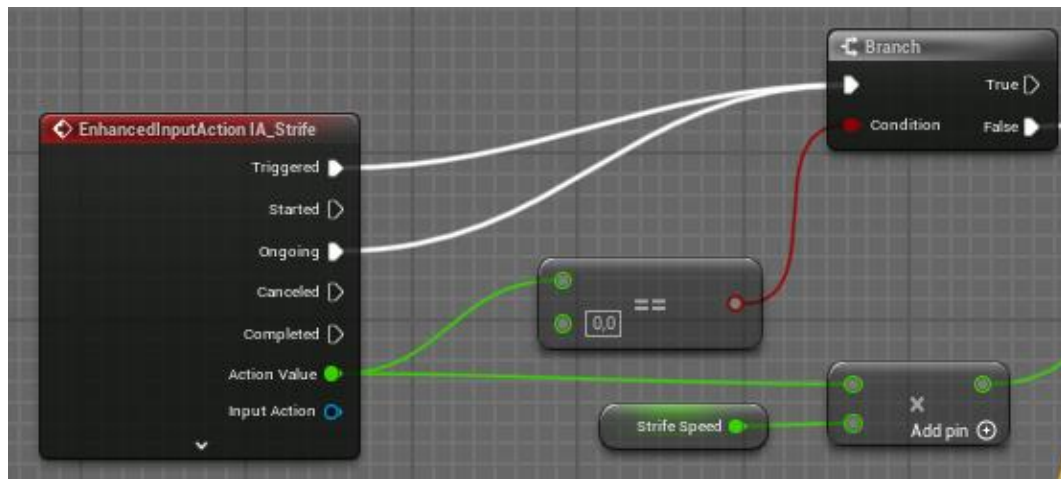 Branch
True
Condition
False
EnhancedInputAction IA_Strife
Triggered
Started
Ongoing
Canceled
Completed
Action Value
Input Action
==
0,0
Strife Speed
×
Add pin